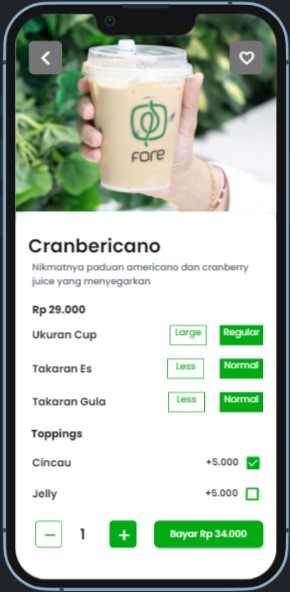 FORE
Cranbericano
Nikmatnya paduan americano dan cranberry
juice yang menyegarkan
Rp 29.000
Ukuran Cup Large Regular
Takaran Es Less Normal
Takaran Gula Less Normal
Toppings
Cincau +5.000
Jelly +5.000
1 Bayar Rp 34.000